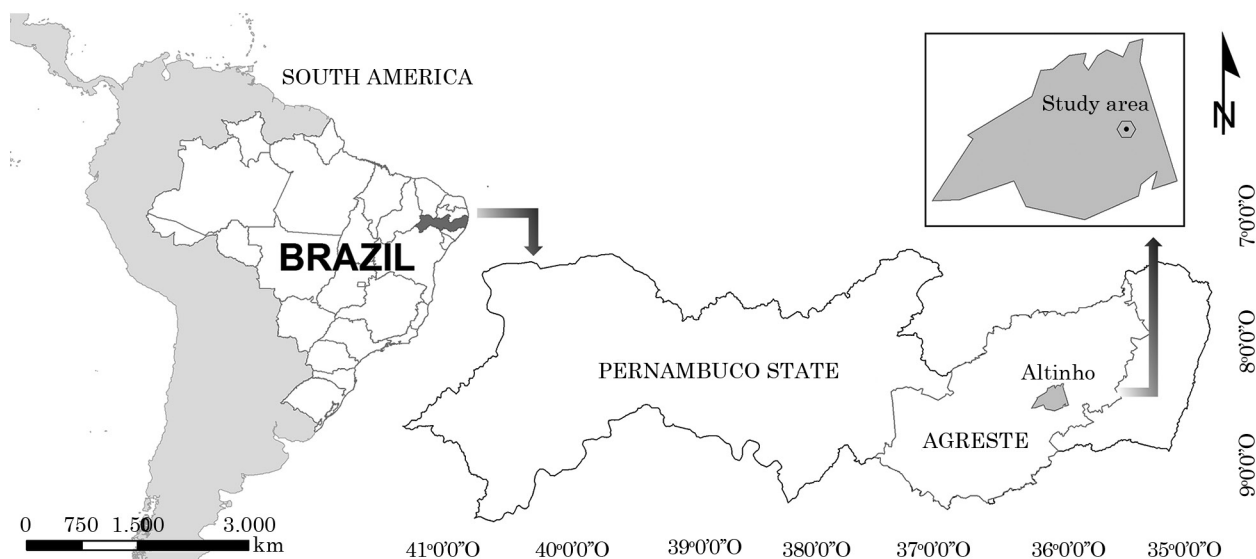 SOUTH AMERICA
BRAZIL
Study area
N
PERNAMBUCO STATE
Altinho
AGRESTE
7º0'0"O
8º0'0"O
9º0'0"O
0 750 1.500 3.000
km
41º0'0"O 40º0'0"O 39º0'0"O 38º0'0"O 37º0'0"O 36º0'0"O 35º0'0"O